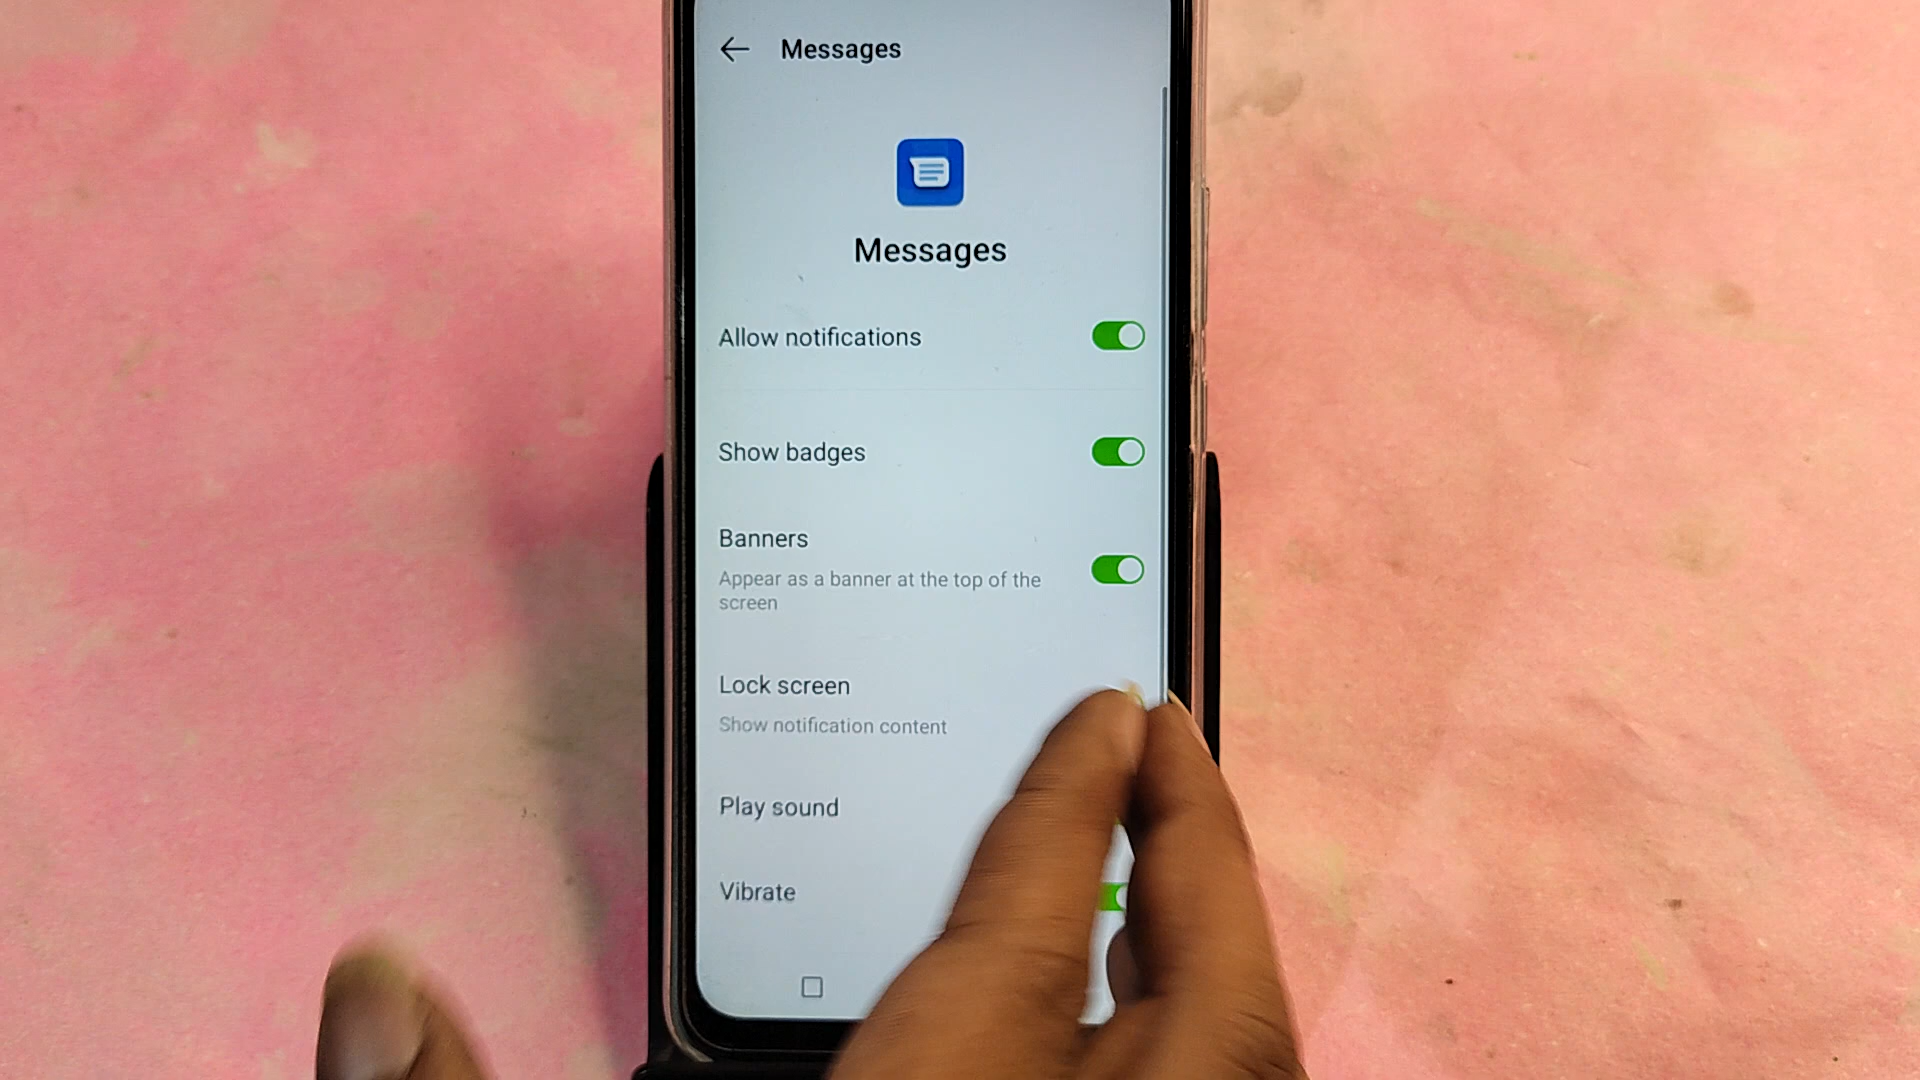 Messages
Messages
Allow notifications
Show badges
Banners
Appear as a banner at the top of the
screen
Lock screen
Show notification content
Play sound
Vibrate